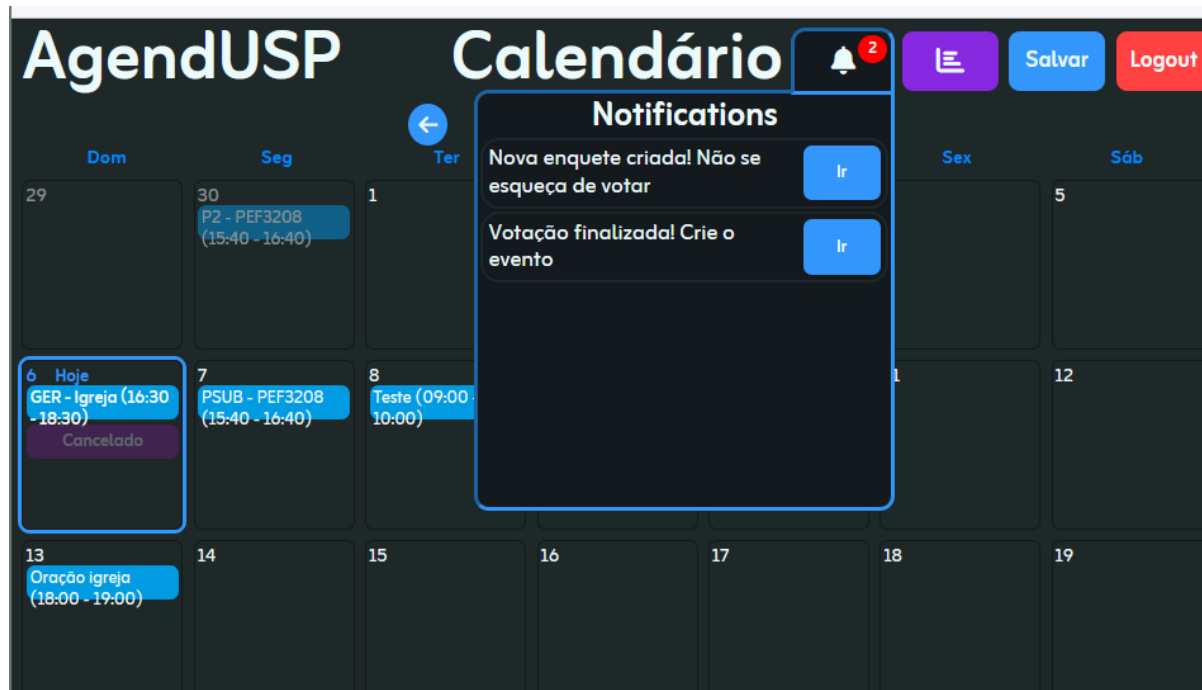 AgendUSP
Calendário
2
Salvar
Logout
Notifications
Nova enquete criada! Não se
esqueça de votar
Ir
Votação finalizada! Crie o
evento
Ir
Dom
Seg
Ter
Sex
Sáb
29
30
P2 - PEF3208
(15:40 - 16:40)
1
5
6 Hoje
GER - Igreja (16:30
- 18:30)
Cancelado
7
PSUB - PEF3208
(15:40 - 16:40)
8
Teste (09:00 -
10:00)
12
13
Oração igreja
(18:00 - 19:00)
14
15
16
17
18
19